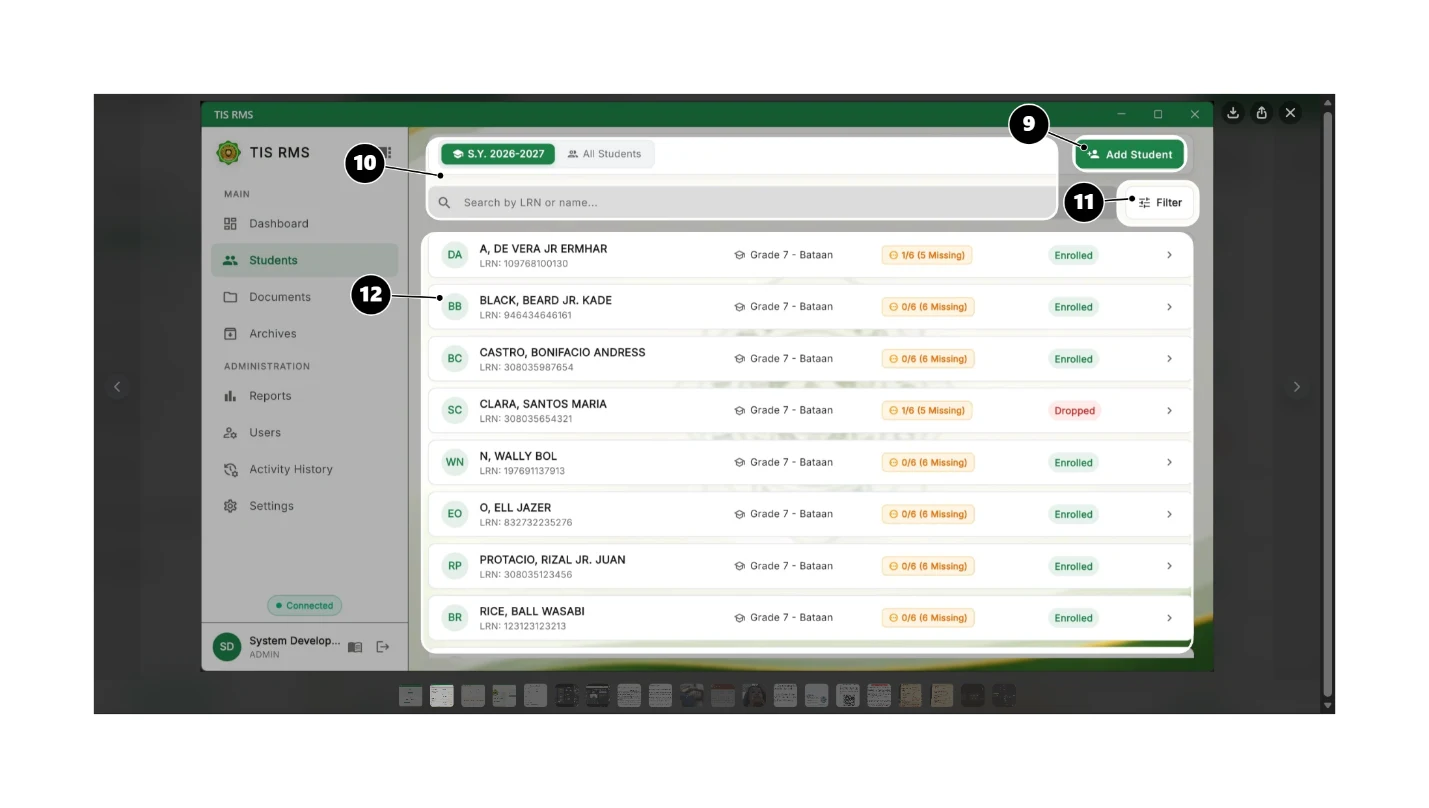 TIS RMS
TIS RMS
MAIN
Dashboard
Students
Documents
Archives
ADMINISTRATION
Reports
Users
Activity History
Settings
Connected
SD
System Develop...
ADMIN
9
10
11
12
S.Y. 2026-2027
All Students
Add Student
Search by LRN or name...
Filter
DA A, DE VERA JR ERMHAR Grade 7 - Bataan 1/6 (5 Missing) Enrolled
LRN: 109768100130
BB BLACK, BEARD JR. KADE Grade 7 - Bataan 0/6 (6 Missing) Enrolled
LRN: 946434646161
BC CASTRO, BONIFACIO ANDRESS Grade 7 - Bataan 0/6 (6 Missing) Enrolled
LRN: 308035987654
SC CLARA, SANTOS MARIA Grade 7 - Bataan 1/6 (5 Missing) Dropped
LRN: 308035654321
WN N, WALLY BOL Grade 7 - Bataan 0/6 (6 Missing) Enrolled
LRN: 197691137913
EO O, ELL JAZER Grade 7 - Bataan 0/6 (6 Missing) Enrolled
LRN: 832732235276
RP PROTACIO, RIZAL JR. JUAN Grade 7 - Bataan 0/6 (6 Missing) Enrolled
LRN: 308035123456
BR RICE, BALL WASABI Grade 7 - Bataan 0/6 (6 Missing) Enrolled
LRN: 123123123213